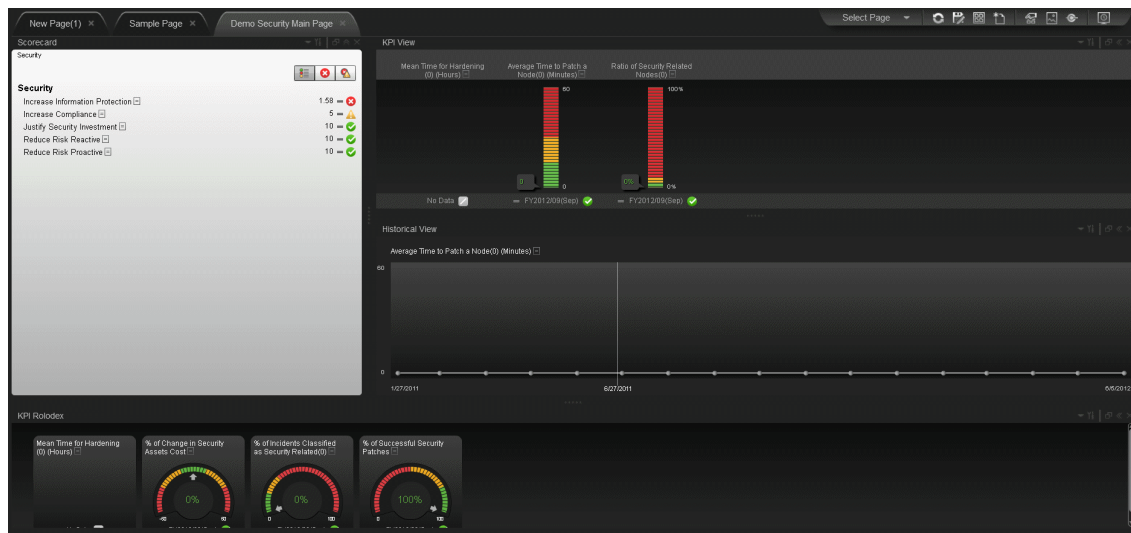 New Page(1) ×
Sample Page ×
Demo Security Main Page ×
Select Page
Scorecard
Security
Security
Increase Information Protection
1.58
Increase Compliance
5
Justify Security Investment
10
Reduce Risk Reactive
10
Reduce Risk Proactive
10
KPI View
Mean Time for Hardening
(0) (Hours)
Average Time to Patch a
Node(0) (Minutes)
Ratio of Security Related
Nodes(0)
60
100%
0
0
0%
0%
No Data
FY2012/09(Sep)
FY2012/09(Sep)
Historical View
Average Time to Patch a Node(0) (Minutes)
60
0
1/27/2011
6/27/2011
6/6/2012
KPI Rolodex
Mean Time for Hardening
(0) (Hours)
% of Change in Security
Assets Cost
0%
-60
60
% of Incidents Classified
as Security Related(0)
0%
0
100
% of Successful Security
Patches
100%
0
100